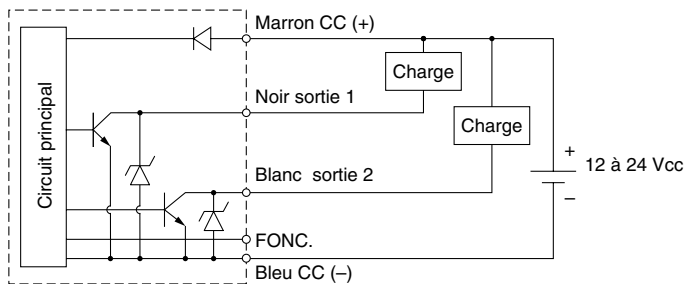 Marron CC (+)
Charge
Noir sortie 1
Charge
Circuit principal
+
12 à 24 Vcc
–
Blanc sortie 2
FONC.
Bleu CC (–)